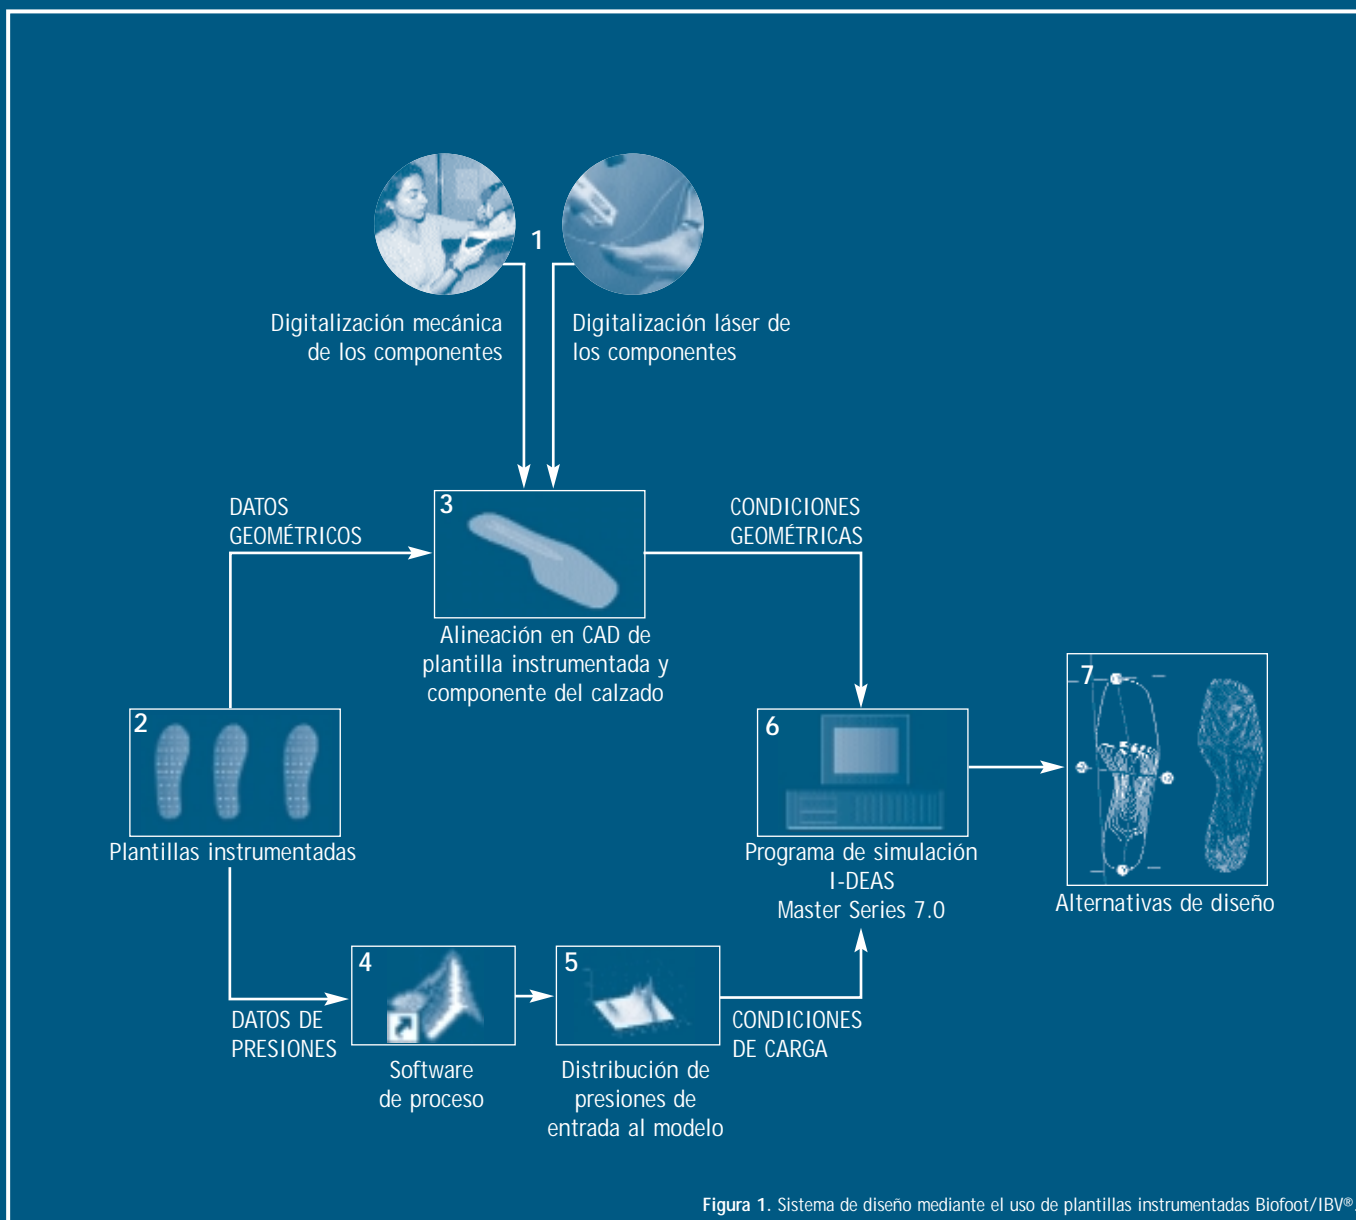 1
Digitalización mecánica
de los componentes
Digitalización láser de
los componentes
DATOS
GEOMÉTRICOS
3
CONDICIONES
GEOMÉTRICAS
Alineación en CAD de
plantilla instrumentada y
componente del calzado
2
Plantillas instrumentadas
6
Programa de simulación
I-DEAS
Master Series 7.0
7
Alternativas de diseño
DATOS DE
PRESIONES
4
Software
de proceso
5
Distribución de
presiones de
entrada al modelo
CONDICIONES
DE CARGA
Figura 1. Sistema de diseño mediante el uso de plantillas instrumentadas Biofoot/IBV®.